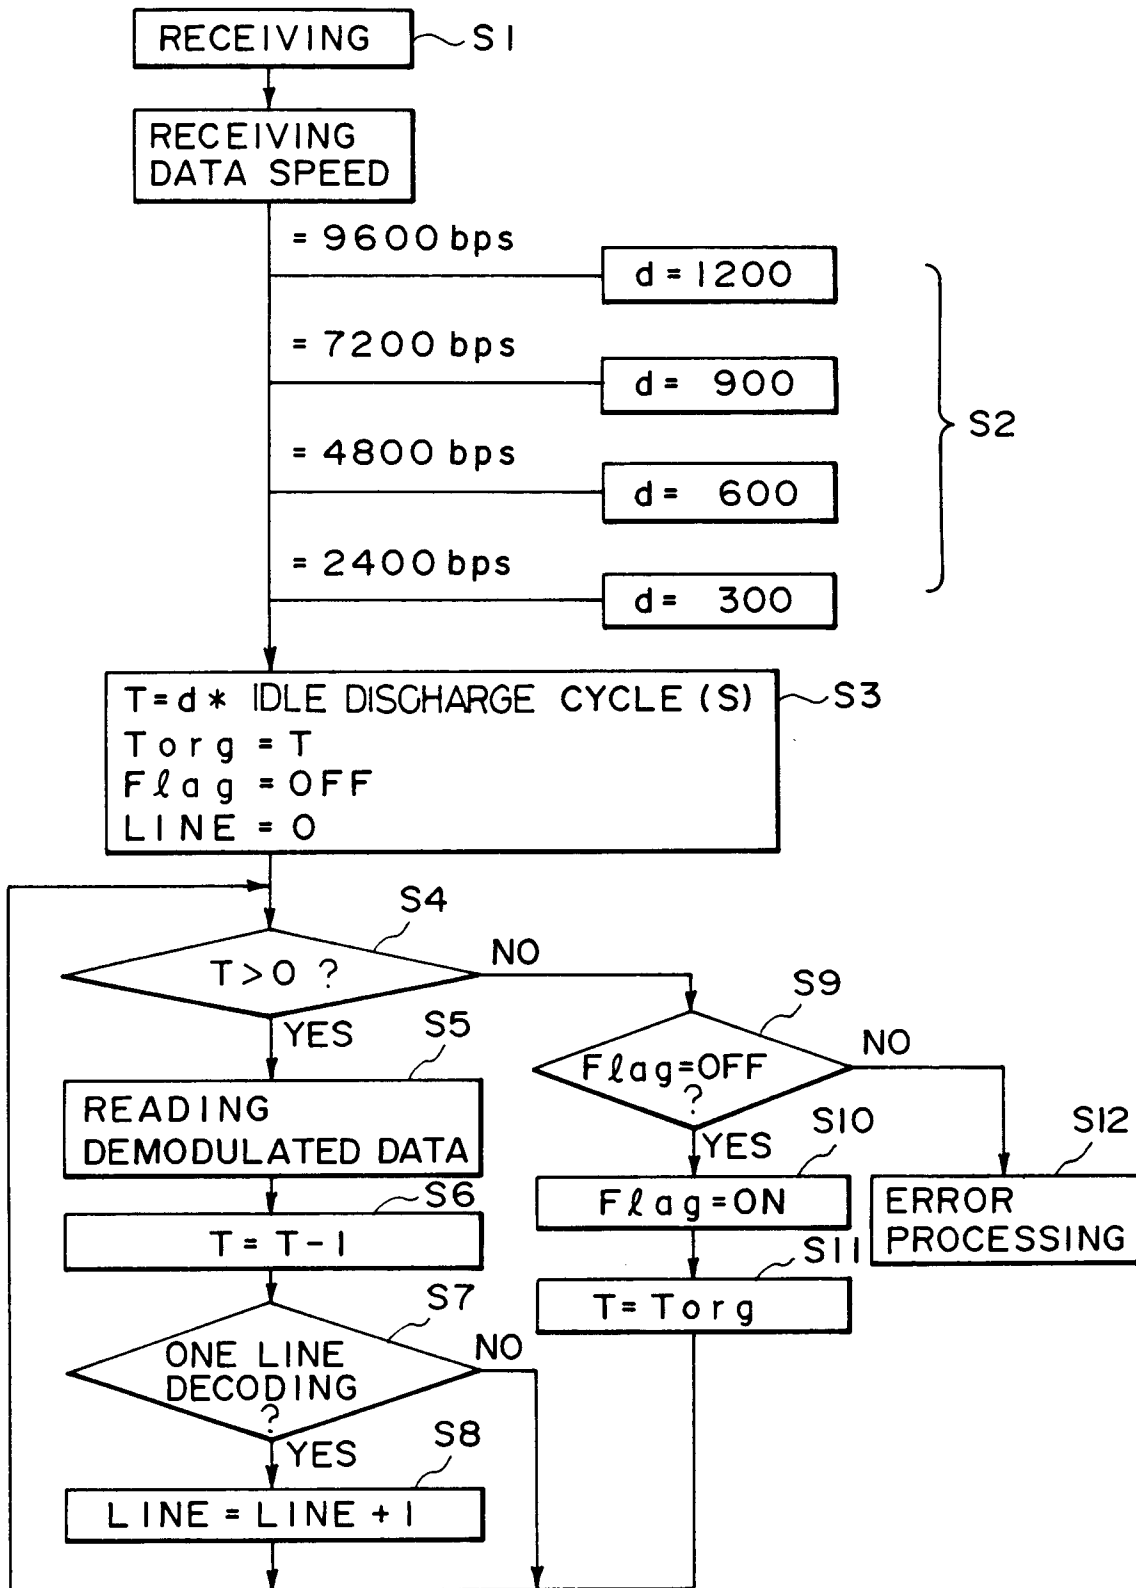 RECEIVING
S1
RECEIVING
DATA SPEED
= 9600 bps
d = 1200
= 7200 bps
d = 900
S2
= 4800 bps
d = 600
= 2400 bps
d = 300
T=d* IDLE DISCHARGE CYCLE (S)
S3
Torg = T
Flag = OFF
LINE = 0
S4
T>0 ?
NO
YES
S5
READING
DEMODULATED DATA
S6
T = T-1
S7
ONE LINE
DECODING
?
NO
YES
S8
LINE = LINE + 1
S9
Flag=OFF
?
NO
YES
S10
Flag=ON
S11
T=Torg
S12
ERROR
PROCESSING